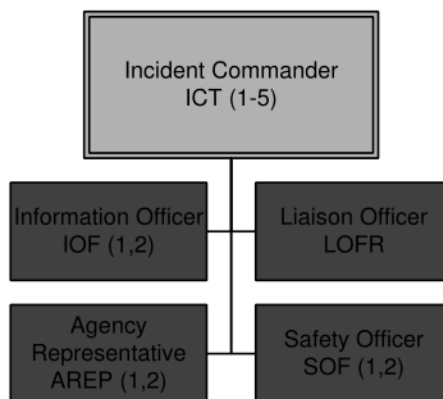 Incident Commander
ICT (1-5)
Information Officer
IOF (1,2)
Liaison Officer
LOFR
Agency
Representative
AREP (1,2)
Safety Officer
SOF (1,2)